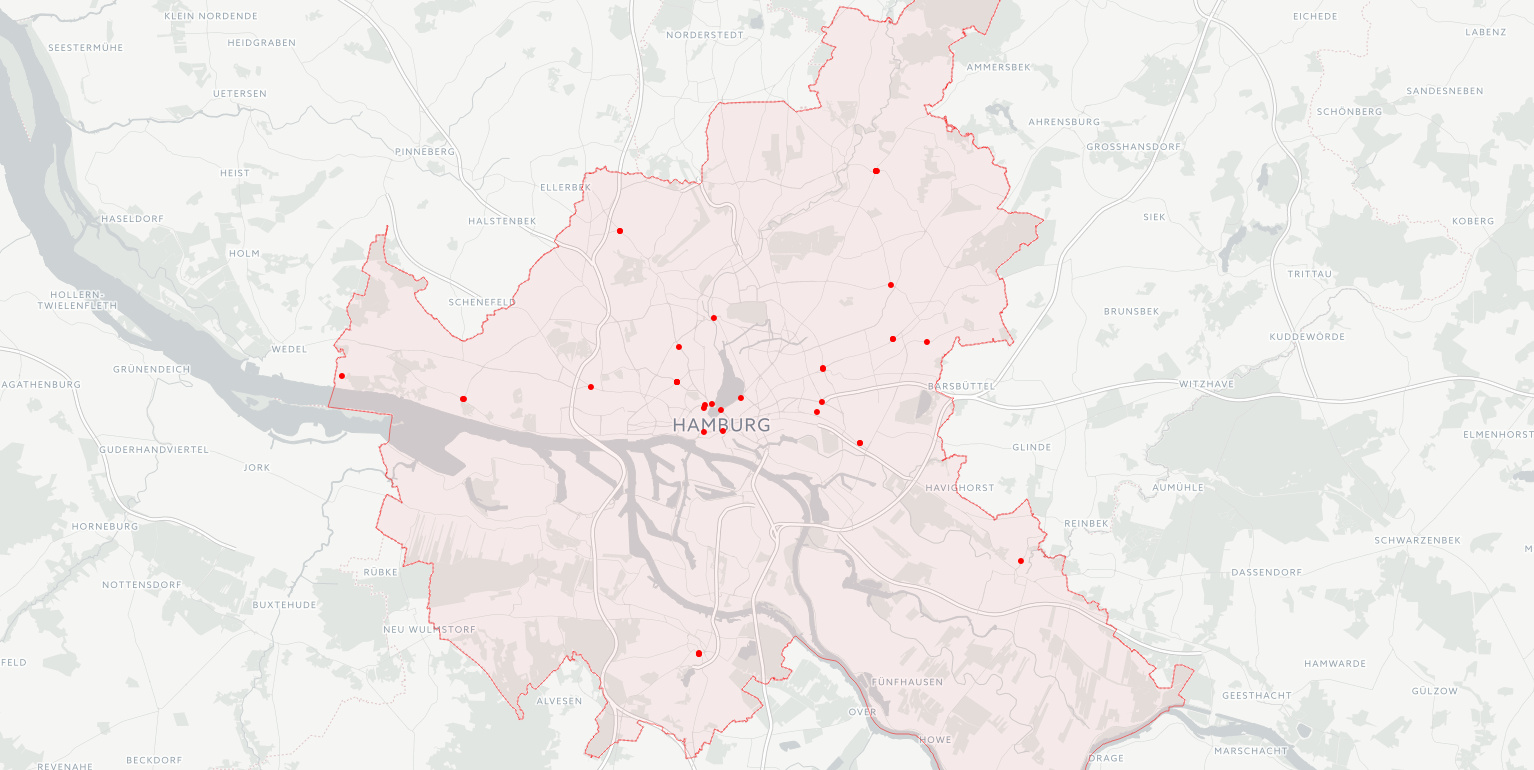 KLEIN NORDENDE
EICHEDE
LABENZ
NORDERSTEDT
HEIDGRABEN
SEESTERMÜHE
AMMERSBEK
UETERSEN
SANDESNEBEN
SCHÖNBERG
AHRENSBURG
GROSSHANSDORF
PINNEBERG
HEIST
ELLERBEK
HASELDORF
HALSTENBEK
SIEK
KOBERG
HOLM
TRITTAU
HOLLERN-
TWIELENFLETH
SCHENEFELD
BRUNSBEK
KUDDEWÖRDE
WEDEL
GRÜNENDEICH
AGATHENBURG
BARSBÜTTEL
WITZHAVE
HAMBURG
ELMENHORST
GUDERHANDVIERTEL
GLINDE
JORK
HAVIGHORST
AUMÜHLE
HORNEBURG
REINBEK
SCHWARZENBEK
M
RÜBKE
DASSENDORF
NOTTENSDORF
BUXTEHUDE
NEU WULMSTORF
FELD
HAMWARDE
FÜNFHAUSEN
GEESTHACHT
GÜLZOW
ALVESEN
OVER
HOWE
MARSCHACHT
BECKDORF
DRAGE
REVENAHE